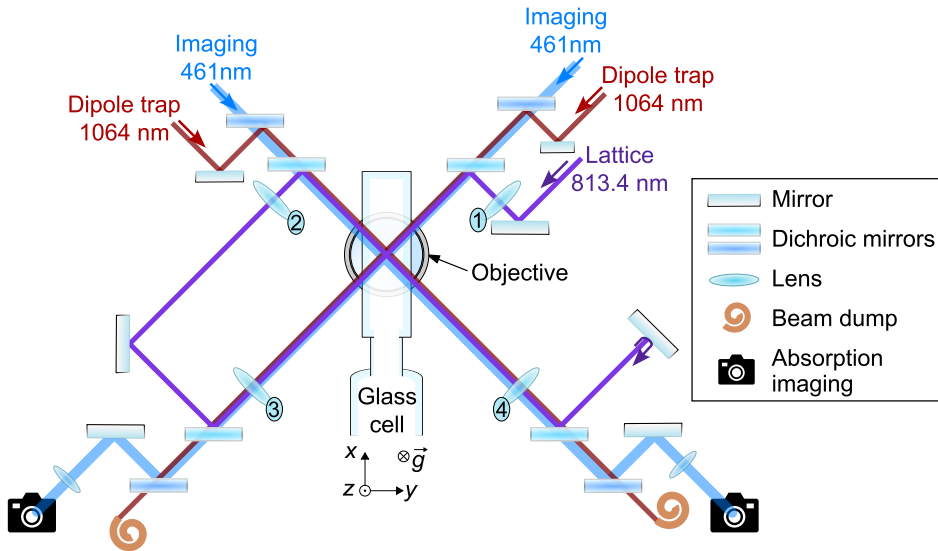 Imaging
461nm
Imaging
461nm
Dipole trap
1064 nm
Dipole trap
1064 nm
Lattice
813.4 nm
2
1
Objective
3
4
Glass
cell
x
g
z
y
Mirror
Dichroic mirrors
Lens
Beam dump
Absorption
imaging